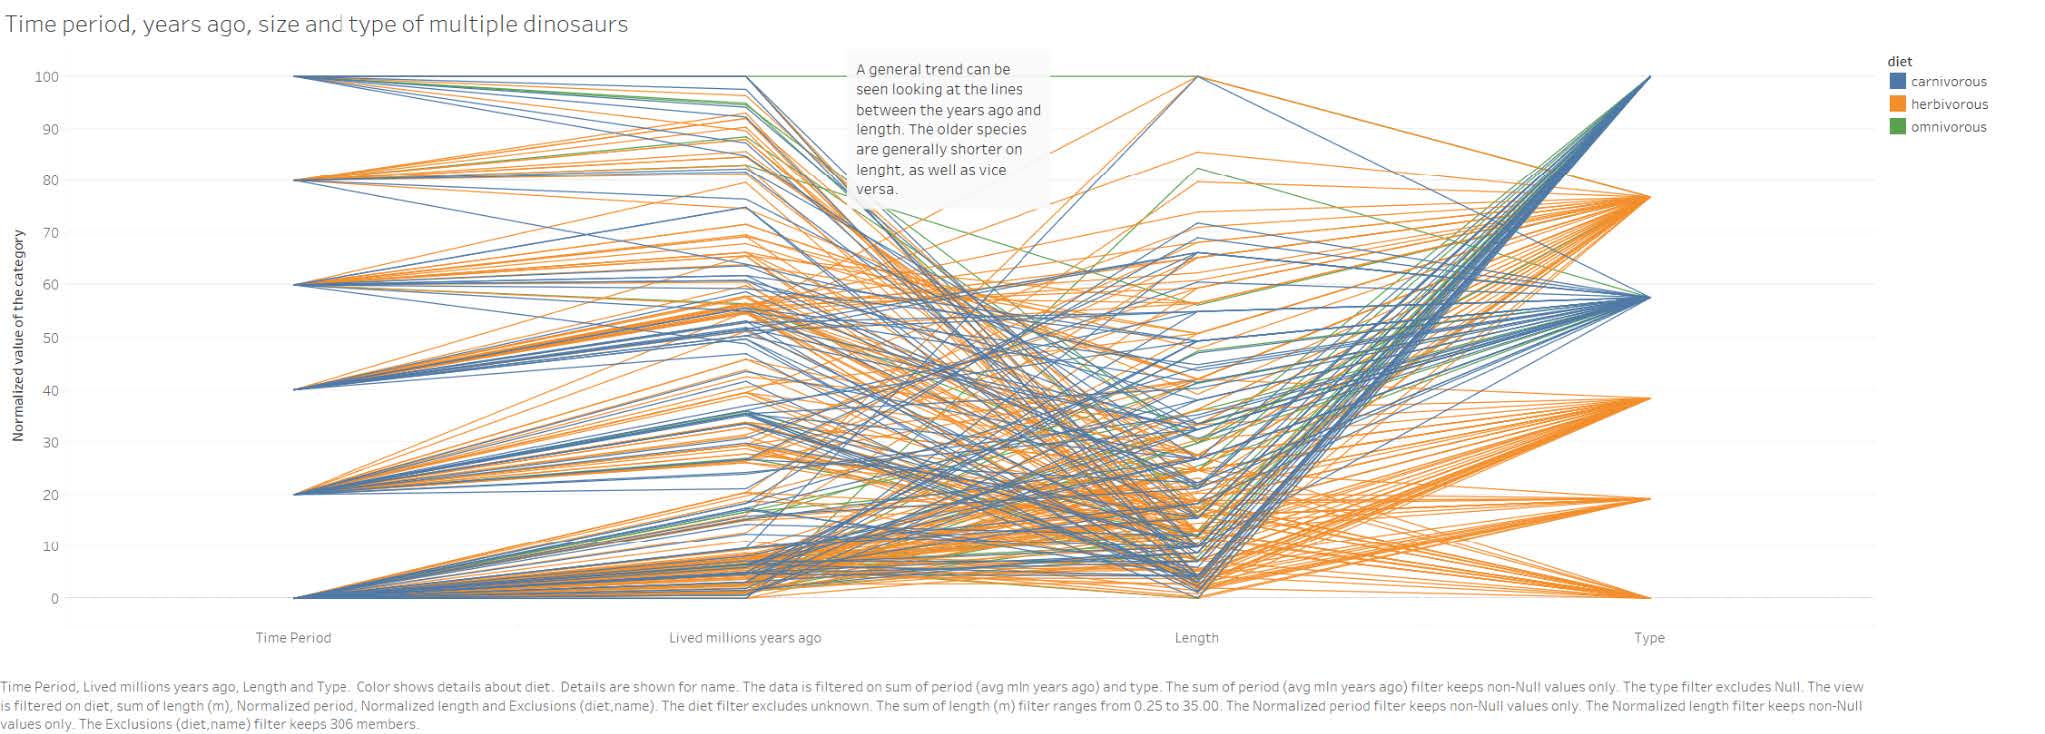 Time period, years ago, size and type of multiple dinosaurs
A general trend can be
seen looking at the lines
between the years ago and
length. The older species
are generally shorter on
lenght, as well as vice
versa.
diet
carnivorous
herbivorous
omnivorous
Normalized value of the category
100
90
80
70
60
50
40
30
20
10
0
Time Period
Lived millions years ago
Length
Type
Time Period, Lived millions years ago, Length and Type. Color shows details about diet. Details are shown for name. The data is filtered on sum of period (avg mln years ago) and type. The sum of period (avg mln years ago) filter keeps non-Null values only. The type filter excludes Null. The view
is filtered on diet, sum of length (m), Normalized period, Normalized length and Exclusions (diet,name). The diet filter excludes unknown. The sum of length (m) filter ranges from 0.25 to 35.00. The Normalized period filter keeps non-Null values only. The Normalized length filter keeps non-Null
values only. The Exclusions (diet,name) filter keeps 306 members.